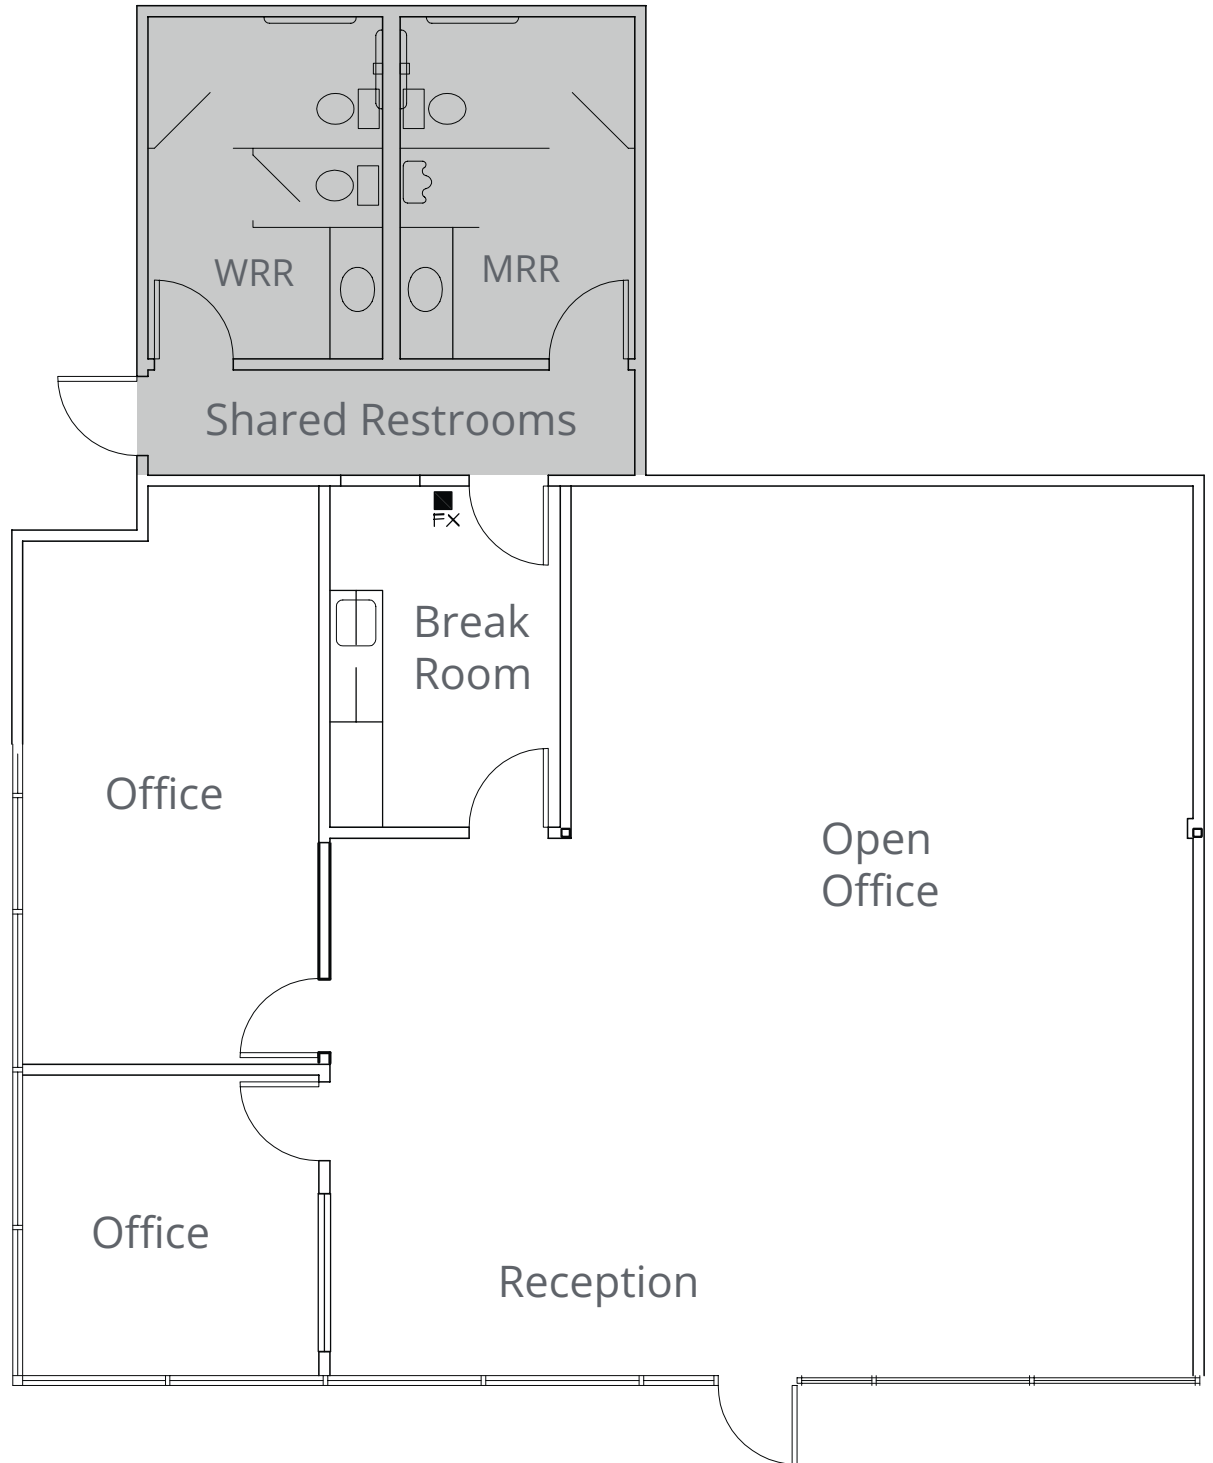 WRR
MRR
Shared Restrooms
FX
Break
Room
Office
Open
Office
Office
Reception